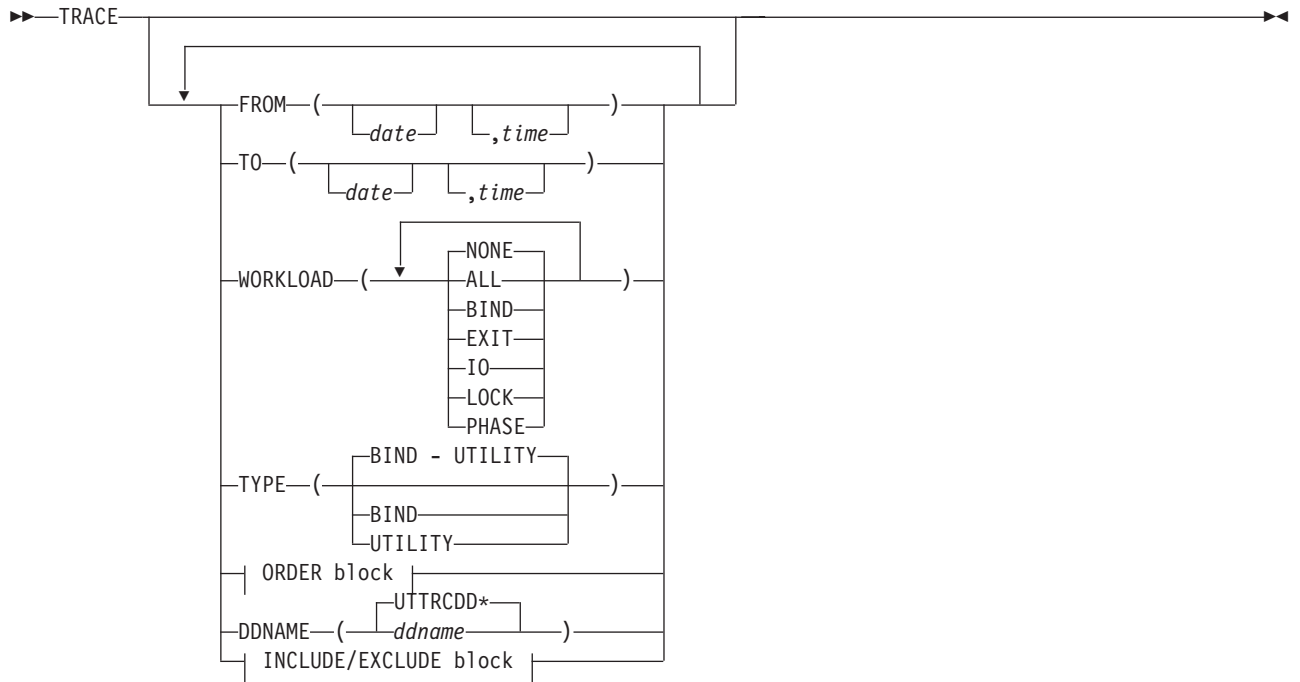 TRACE
FROM ( date ,time )
TO ( date ,time )
WORKLOAD ( NONE
ALL )
BIND
EXIT
IO
LOCK
PHASE
BIND - UTILITY
TYPE ( )
BIND
UTILITY
ORDER block
UTTRCDD*
DDNAME ( ddname )
INCLUDE/EXCLUDE block